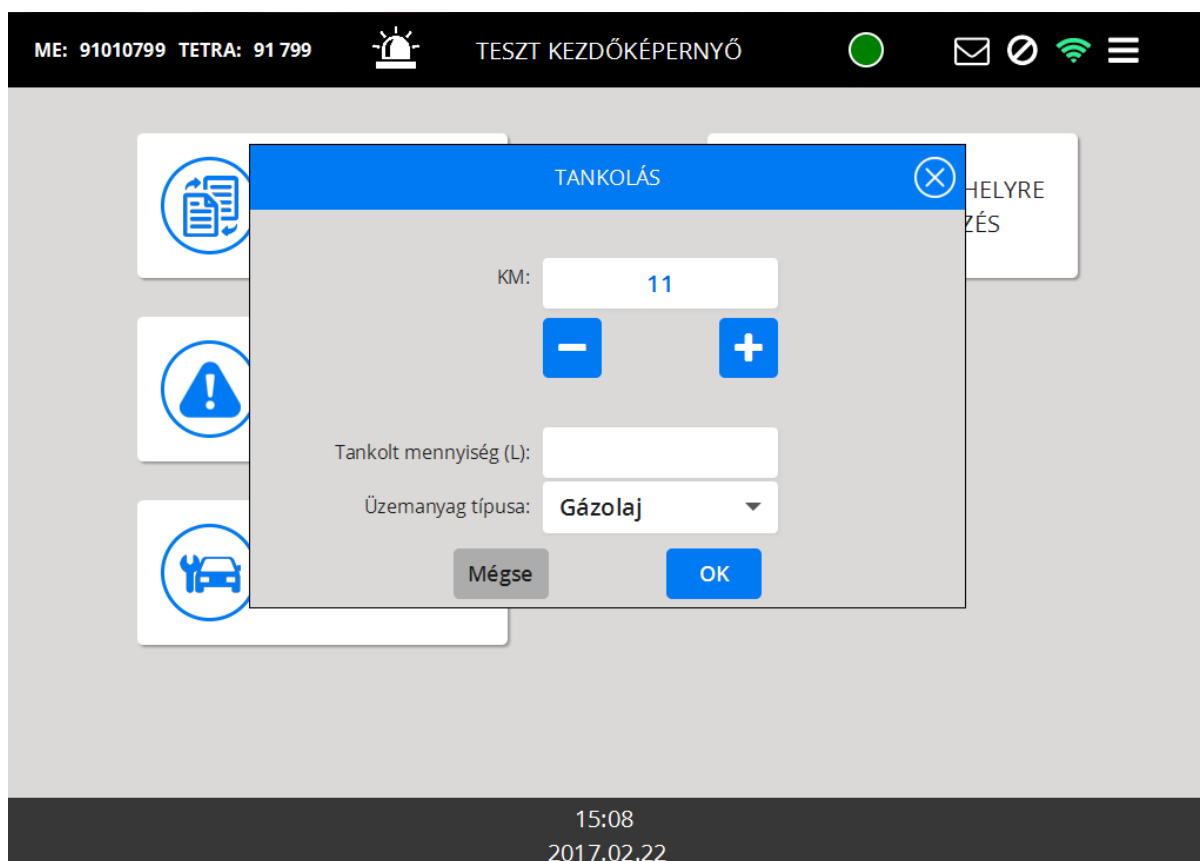 ME: 91010799 TETRA: 91 799 TESZT KEZDŐKÉPERNYŐ
TANKOLÁS
HELYRE
ZÉS
KM: 11
Tankolt mennyiség (L):
Üzemanyag típusa: Gázolaj
Mégse OK
15:08
2017.02.22